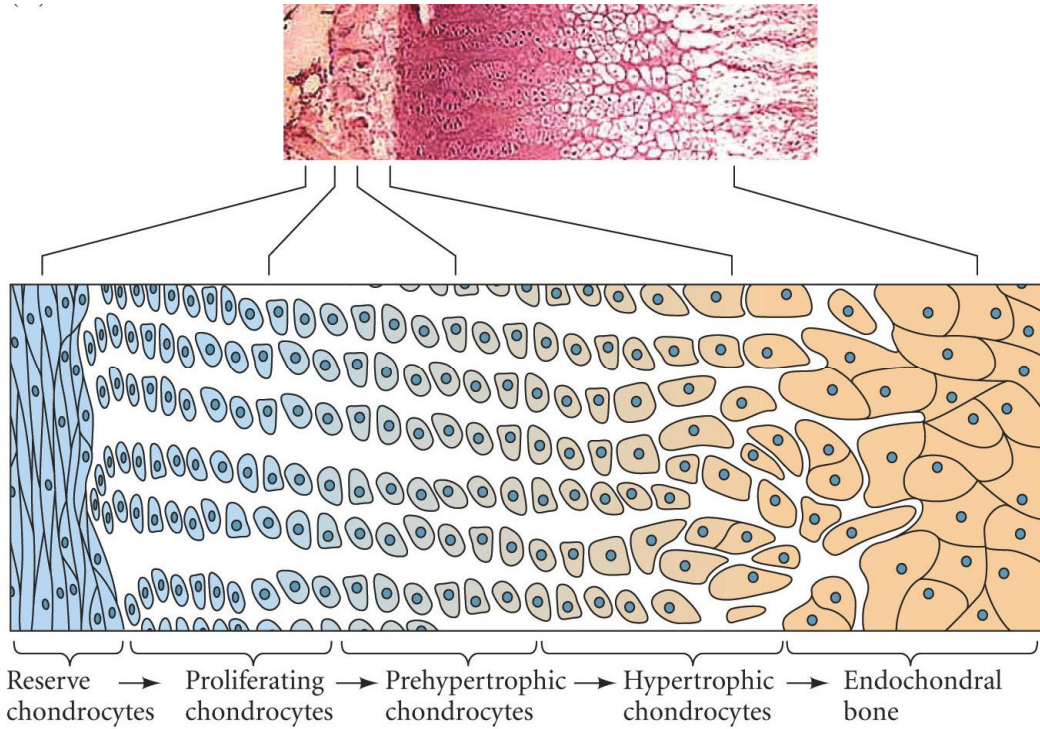 Reserve → Proliferating → Prehypertrophic → Hypertrophic → Endochondral
chondrocytes chondrocytes chondrocytes chondrocytes bone